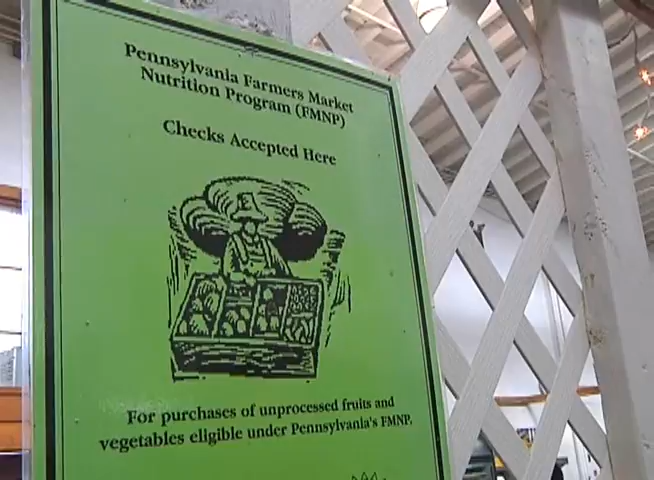 Pennsylvania Farmers Market
Nutrition Program (FMNP)
Checks Accepted Here
For purchases of unprocessed fruits and
vegetables eligible under Pennsylvania's FMNP.